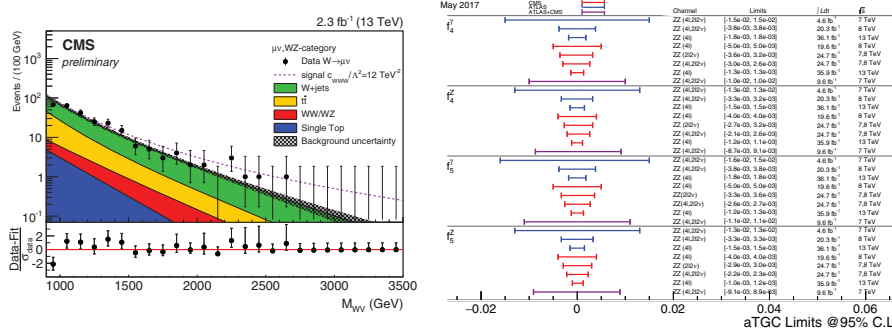 2.3 fb⁻¹ (13 TeV)
CMS
preliminary
μν,WZ-category
Data W→μν
signal c_WWW/Λ²=12 TeV⁻²
W+jets
tt̄
WW/WZ
Single Top
Background uncertainty
Events / (100 GeV)
10³
10²
10
1
10⁻¹
Data-Fit
σ_data
2
0
-2
1000 1500 2000 2500 3000 3500
M_WV (GeV)
May 2017
CMS
ATLAS
ATLAS+CMS
Channel Limits ∫Ldt √s
f₄^γ
ZZ (4l,2l2ν) [-1.5e-02, 1.5e-02] 4.6 fb⁻¹ 7 TeV
ZZ (4l,2l2ν) [-3.8e-03, 3.8e-03] 20.3 fb⁻¹ 8 TeV
ZZ (4l) [-1.8e-03, 1.8e-03] 36.1 fb⁻¹ 13 TeV
ZZ (4l) [-5.0e-03, 5.0e-03] 19.6 fb⁻¹ 8 TeV
ZZ (2l2ν) [-3.6e-03, 3.2e-03] 24.7 fb⁻¹ 7,8 TeV
ZZ (4l,2l2ν) [-3.0e-03, 2.6e-03] 24.7 fb⁻¹ 7,8 TeV
ZZ (4l) [-1.3e-03, 1.3e-03] 35.9 fb⁻¹ 13 TeV
ZZ (4l,2l2ν) [-1.0e-02, 1.0e-02] 9.6 fb⁻¹ 7 TeV
f₄^Z
ZZ (4l,2l2ν) [-1.3e-02, 1.3e-02] 4.6 fb⁻¹ 7 TeV
ZZ (4l,2l2ν) [-3.3e-03, 3.2e-03] 20.3 fb⁻¹ 8 TeV
ZZ (4l) [-1.5e-03, 1.5e-03] 36.1 fb⁻¹ 13 TeV
ZZ (4l) [-4.0e-03, 4.0e-03] 19.6 fb⁻¹ 8 TeV
ZZ (2l2ν) [-2.7e-03, 3.2e-03] 24.7 fb⁻¹ 7,8 TeV
ZZ (4l,2l2ν) [-2.1e-03, 2.6e-03] 24.7 fb⁻¹ 7,8 TeV
ZZ (4l) [-1.2e-03, 1.1e-03] 35.9 fb⁻¹ 13 TeV
ZZ (4l,2l2ν) [-8.7e-03, 9.1e-03] 9.6 fb⁻¹ 7 TeV
f₅^γ
ZZ (4l,2l2ν) [-1.6e-02, 1.5e-02] 4.6 fb⁻¹ 7 TeV
ZZ (4l,2l2ν) [-3.8e-03, 3.8e-03] 20.3 fb⁻¹ 8 TeV
ZZ (4l) [-1.8e-03, 1.8e-03] 36.1 fb⁻¹ 13 TeV
ZZ (4l) [-5.0e-03, 5.0e-03] 19.6 fb⁻¹ 8 TeV
ZZ(2l2ν) [-3.3e-03, 3.6e-03] 24.7 fb⁻¹ 7,8 TeV
ZZ(4l,2l2ν) [-2.6e-03, 2.7e-03] 24.7 fb⁻¹ 7,8 TeV
ZZ (4l) [-1.2e-03, 1.3e-03] 35.9 fb⁻¹ 13 TeV
ZZ (4l,2l2ν) [-1.1e-02, 1.1e-02] 9.6 fb⁻¹ 7 TeV
f₅^Z
ZZ (4l,2l2ν) [-1.3e-02, 1.3e-02] 4.6 fb⁻¹ 7 TeV
ZZ (4l,2l2ν) [-3.3e-03, 3.3e-03] 20.3 fb⁻¹ 8 TeV
ZZ (4l) [-1.5e-03, 1.5e-03] 36.1 fb⁻¹ 13 TeV
ZZ (4l) [-4.0e-03, 4.0e-03] 19.6 fb⁻¹ 8 TeV
ZZ (2l2ν) [-2.9e-03, 3.0e-03] 24.7 fb⁻¹ 7,8 TeV
ZZ (4l,2l2ν) [-2.2e-03, 2.3e-03] 24.7 fb⁻¹ 7,8 TeV
ZZ (4l) [-1.0e-03, 1.2e-03] 35.9 fb⁻¹ 13 TeV
ZZ (4l,2l2ν) [-9.1e-03, 8.9e-03] 9.6 fb⁻¹ 7 TeV
−0.02 0 0.02 0.04 0.06
aTGC Limits @95% C.L